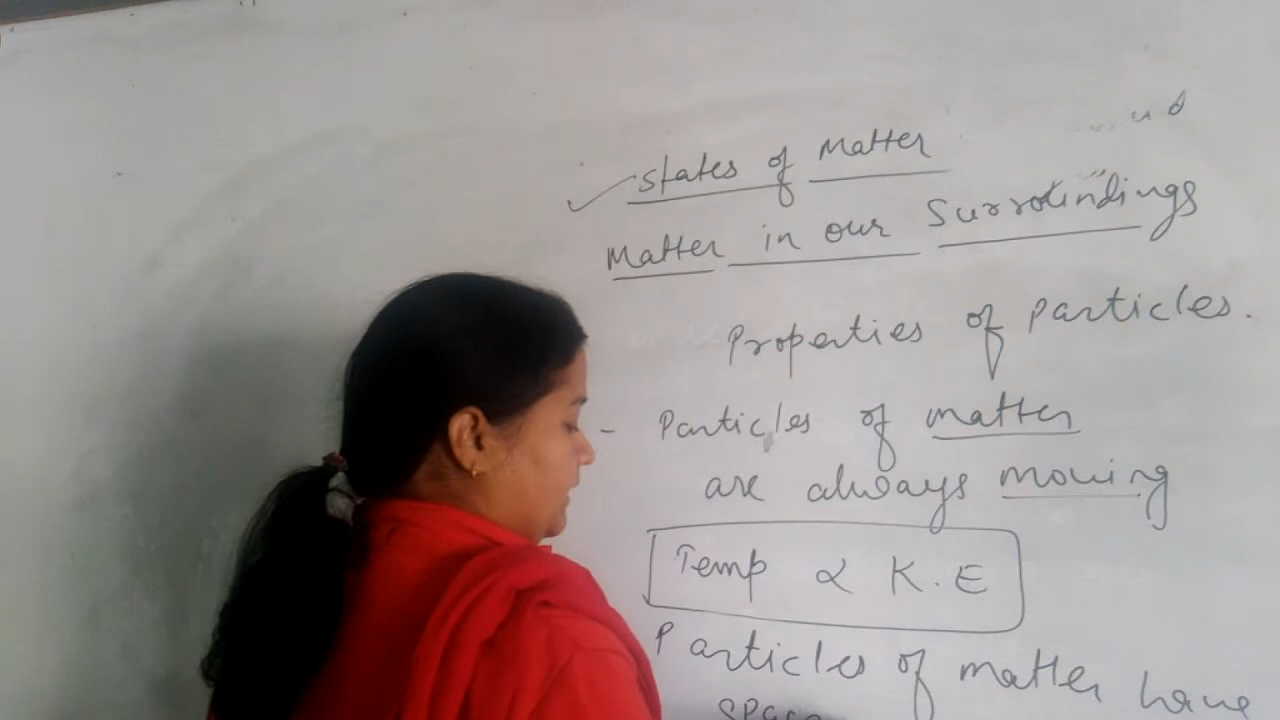 States of Matter
Matter in our Surroundings
Properties of particles.
- Particles of matter
are always moving
Temp ∝ K.E
Particles of matter have
space